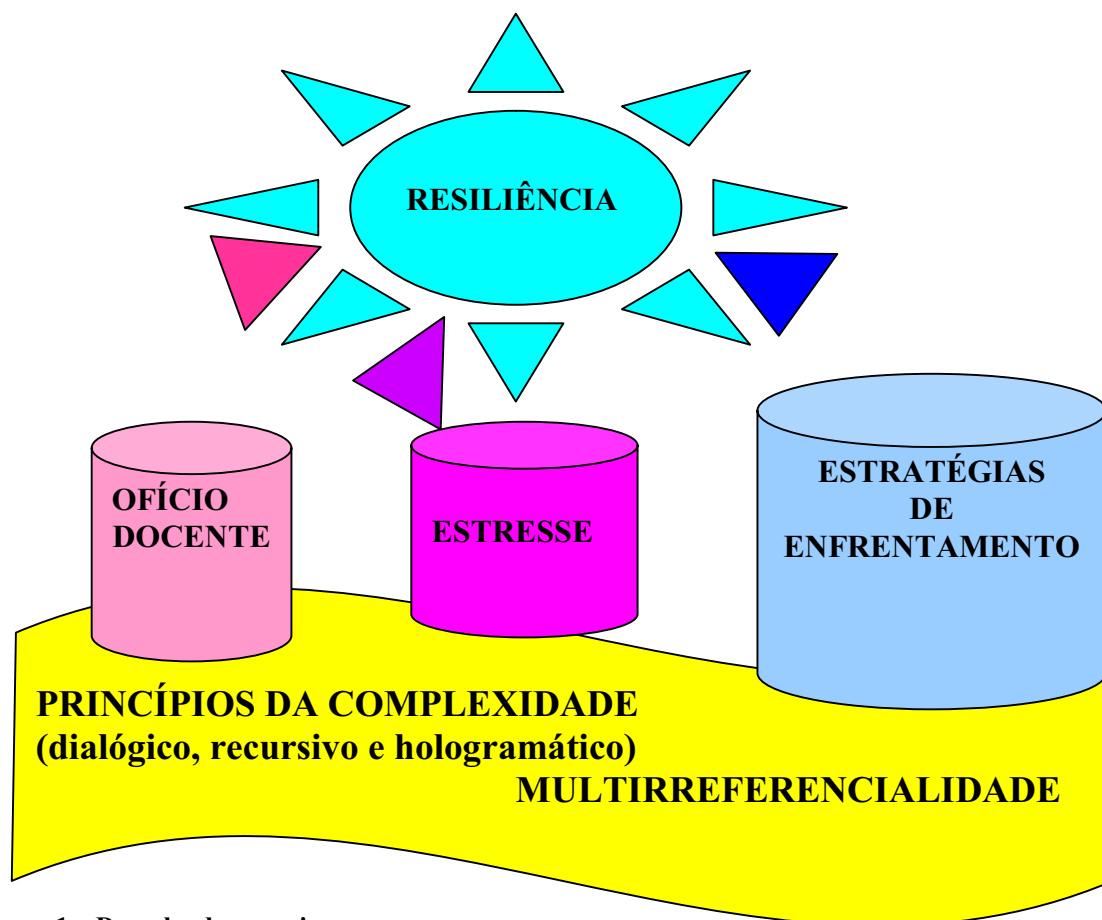 RESILIÊNCIA
OFÍCIO
DOCENTE
ESTRESSE
ESTRATÉGIAS
DE
ENFRENTAMENTO
PRINCÍPIOS DA COMPLEXIDADE
(dialógico, recursivo e hologramático)
MULTIRREFERENCIALIDADE